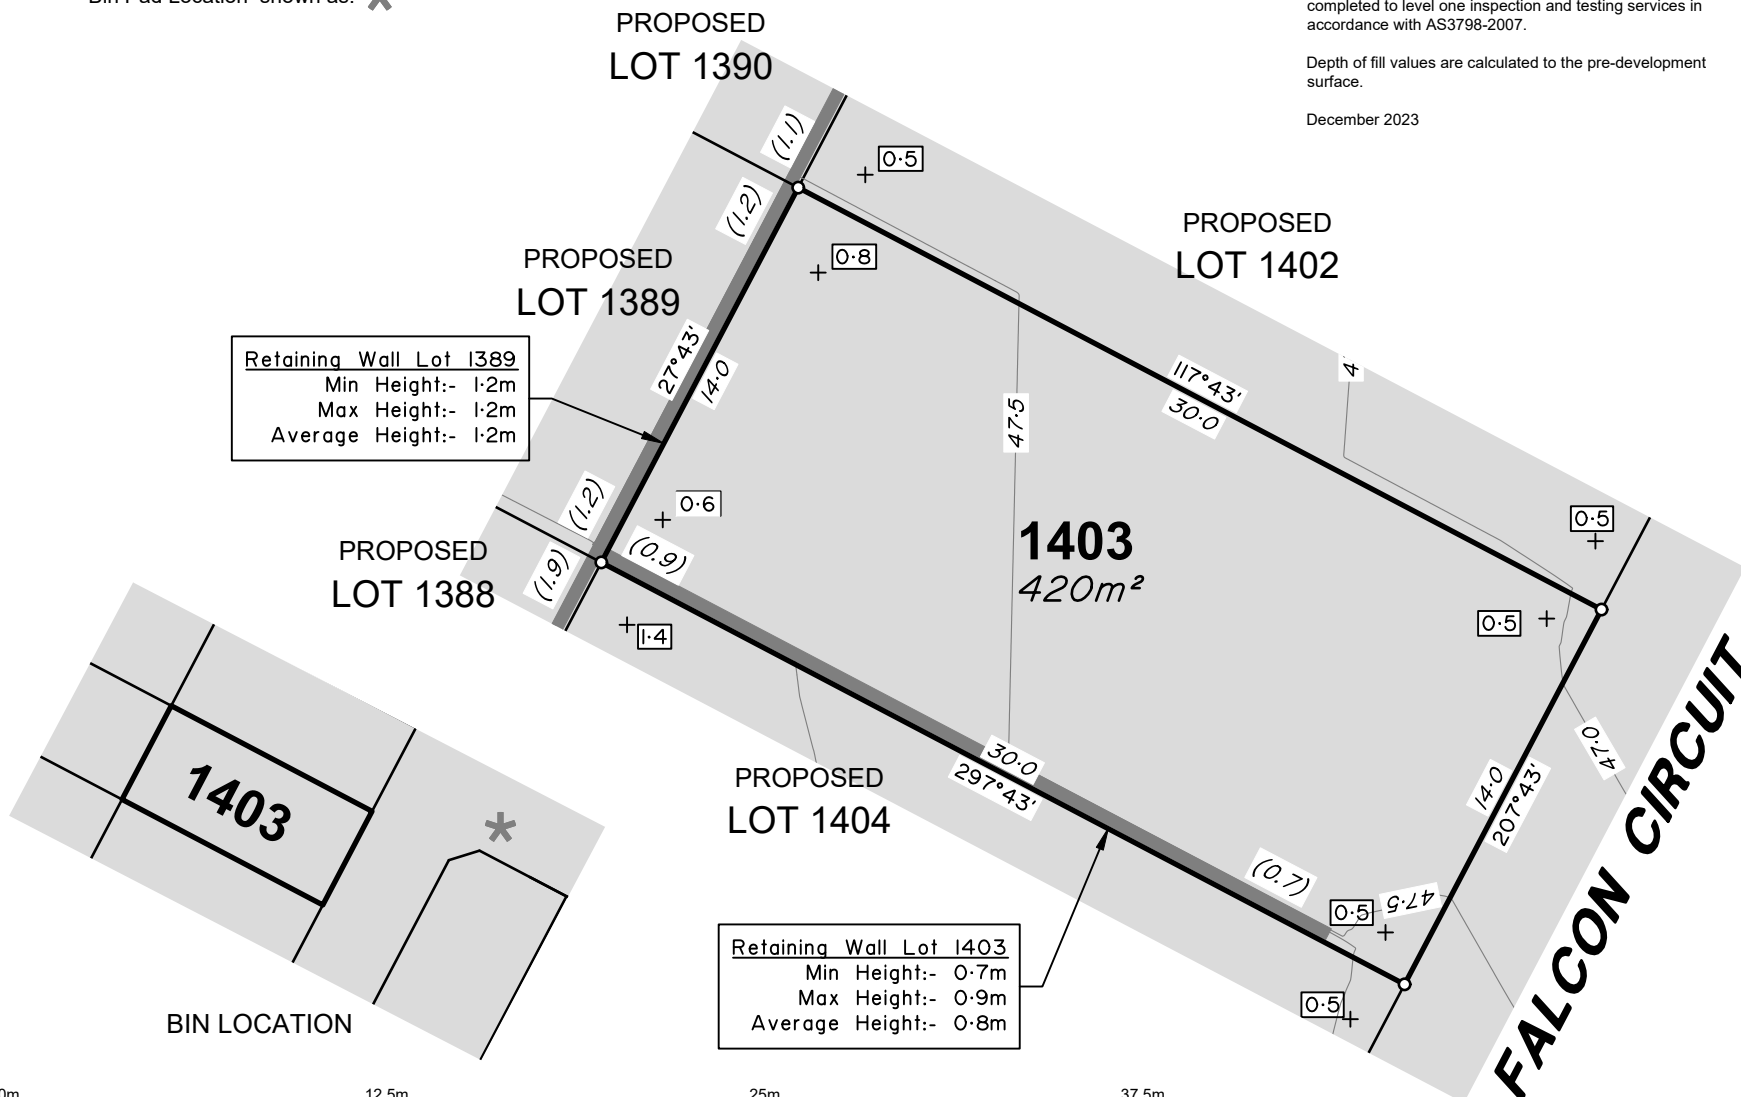 Bin Pad Location shown as:
completed to level one inspection and testing services in
accordance with AS3798-2007.
Depth of fill values are calculated to the pre-development
surface.
December 2023
PROPOSED
LOT 1390
(1.1)
0·5
(1.2)
0·8
PROPOSED
LOT 1402
PROPOSED
LOT 1389
Retaining Wall Lot 1389
Min Height:- 1·2m
Max Height:- 1·2m
Average Height:- 1·2m
27°43'
14·0
47·5
117°43'
30·0
4
(1.2)
0·6
(0.9)
(1.9)
1·4
PROPOSED
LOT 1388
1403
420m²
0·5
0·5
47·0
14·0
207°43'
FALCON CIRCUIT
30·0
297°43'
PROPOSED
LOT 1404
(0.7)
0·5
47·5
0·5
Retaining Wall Lot 1403
Min Height:- 0·7m
Max Height:- 0·9m
Average Height:- 0·8m
1403
BIN LOCATION
0m
12.5m
25m
37.5m